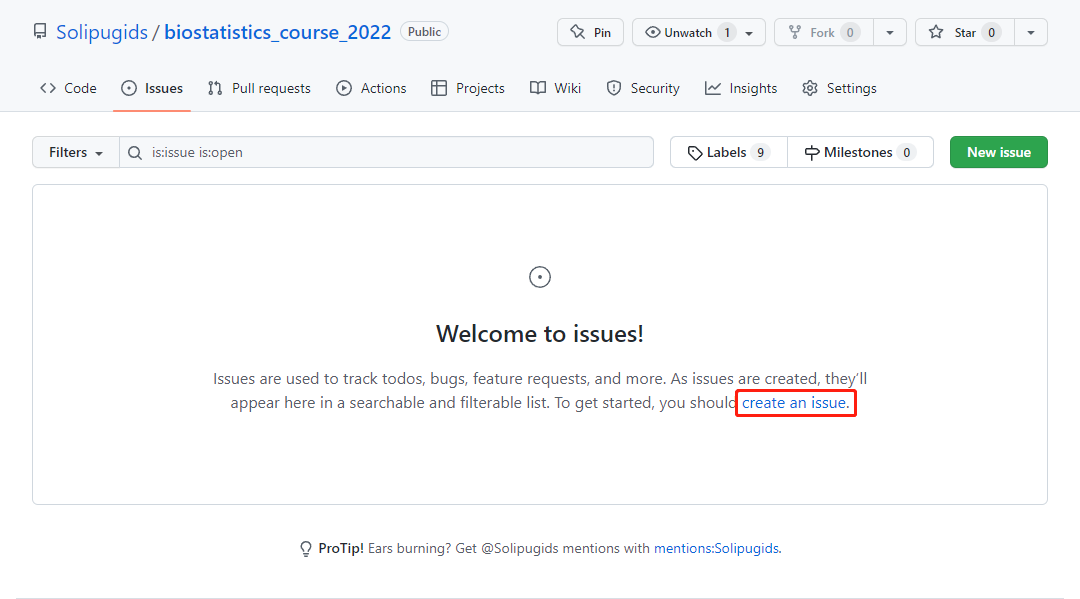 Solipugids / biostatistics_course_2022 Public Pin Unwatch 1 Fork 0 Star 0
Code Issues Pull requests Actions Projects Wiki Security Insights Settings
Filters is:issue is:open Labels 9 Milestones 0 New issue
Welcome to issues!
Issues are used to track todos, bugs, feature requests, and more. As issues are created, they’ll
appear here in a searchable and filterable list. To get started, you should create an issue.
ProTip! Ears burning? Get @Solipugids mentions with mentions:Solipugids.